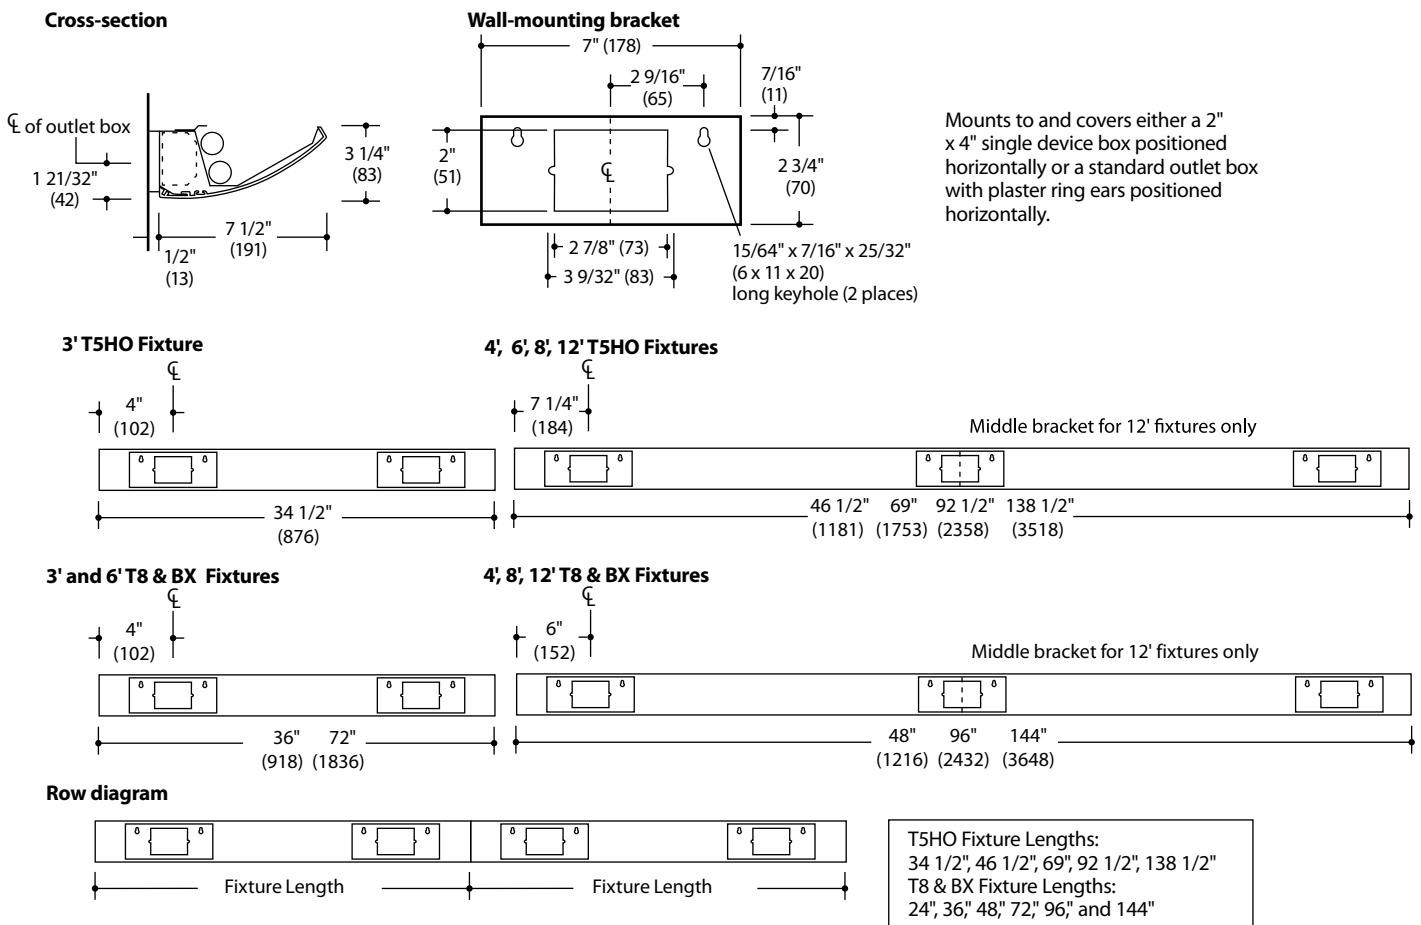 Cross-section
Wall-mounting bracket
℄ of outlet box
1 21/32"
(42)
3 1/4"
(83)
7 1/2"
(191)
1/2"
(13)
7" (178)
2 9/16"
(65)
7/16"
(11)
2"
(51)
℄
2 3/4"
(70)
2 7/8" (73)
3 9/32" (83)
15/64" x 7/16" x 25/32"
(6 x 11 x 20)
long keyhole (2 places)
Mounts to and covers either a 2"
x 4" single device box positioned
horizontally or a standard outlet box
with plaster ring ears positioned
horizontally.
3' T5HO Fixture
℄
4"
(102)
34 1/2"
(876)
4', 6', 8', 12' T5HO Fixtures
℄
7 1/4"
(184)
Middle bracket for 12' fixtures only
46 1/2" 69" 92 1/2" 138 1/2"
(1181) (1753) (2358) (3518)
3' and 6' T8 & BX Fixtures
℄
4"
(102)
36" 72"
(918) (1836)
4', 8', 12' T8 & BX Fixtures
℄
6"
(152)
Middle bracket for 12' fixtures only
48" 96" 144"
(1216) (2432) (3648)
Row diagram
Fixture Length
Fixture Length
T5HO Fixture Lengths:
34 1/2", 46 1/2", 69", 92 1/2", 138 1/2"
T8 & BX Fixture Lengths:
24", 36," 48," 72," 96," and 144"